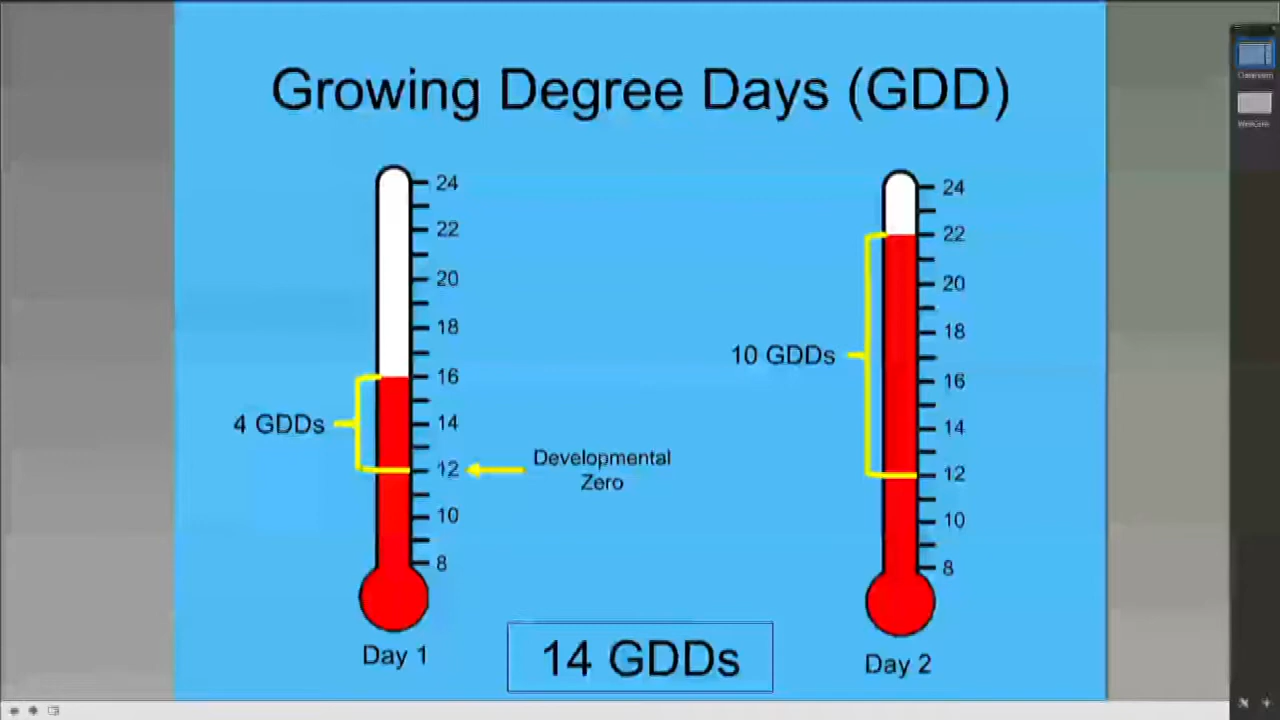 Growing Degree Days (GDD)
24
22
20
18
16
14
12
10
8
4 GDDs
Developmental
Zero
Day 1
24
22
20
18
16
14
12
10
8
10 GDDs
Day 2
14 GDDs
Classroom